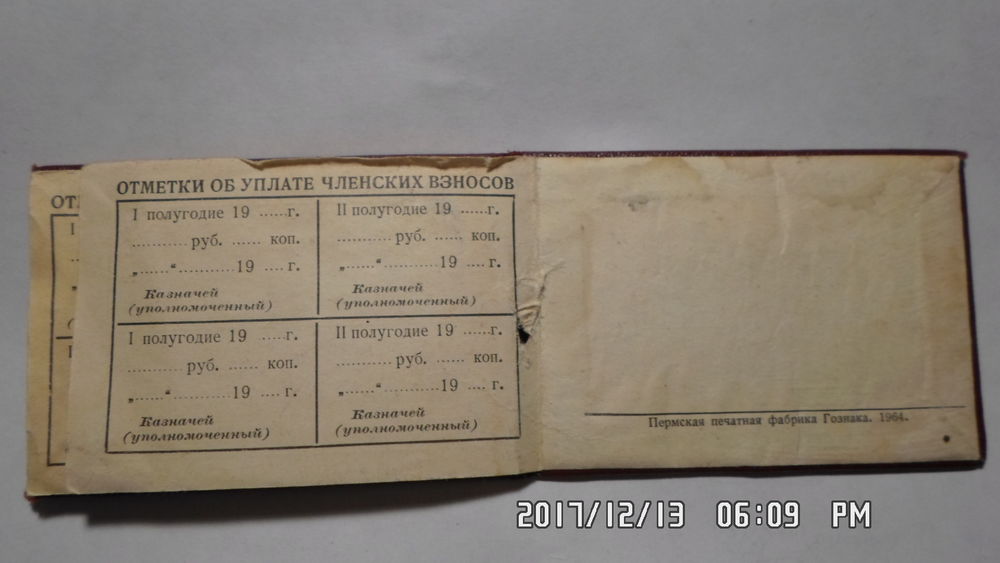 ОТ
I
ОТМЕТКИ ОБ УПЛАТЕ ЧЛЕНСКИХ ВЗНОСОВ
I полугодие 19 ......г.
............ руб. ...... коп.
„......“............19 ....г.
Казначей
(уполномоченный)
II полугодие 19 ......г.
............ руб. ...... коп.
„......“............19 ....г.
Казначей
(уполномоченный)
I полугодие 19 ......г.
............ руб. ...... коп.
„......“............19 ....г.
Казначей
(уполномоченный)
II полугодие 19 ......г.
............ руб. ...... коп.
„......“............19 ....г.
Казначей
(уполномоченный)
Пермская печатная фабрика Гознака. 1964.
2017/12/13 06:09 PM